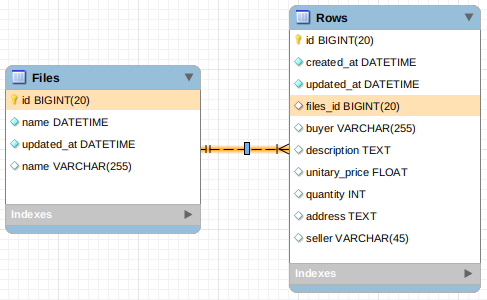 Files
id BIGINT(20)
name DATETIME
updated_at DATETIME
name VARCHAR(255)
Indexes
Rows
id BIGINT(20)
created_at DATETIME
updated_at DATETIME
files_id BIGINT(20)
buyer VARCHAR(255)
description TEXT
unitary_price FLOAT
quantity INT
address TEXT
seller VARCHAR(45)
Indexes